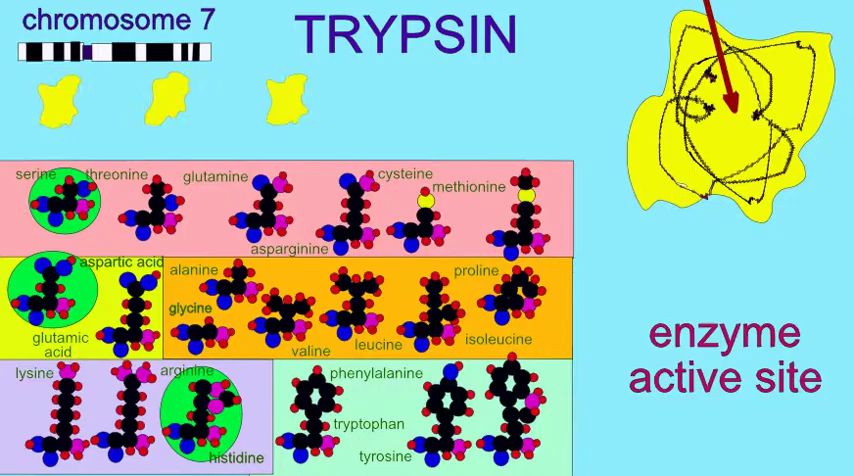 chromosome 7
TRYPSIN
serine
threonine
glutamine
cysteine
methionine
asparginine
aspartic acid
alanine
proline
glycine
glutamic
acid
valine
leucine
isoleucine
lysine
arginine
phenylalanine
tryptophan
histidine
tyrosine
enzyme
active site